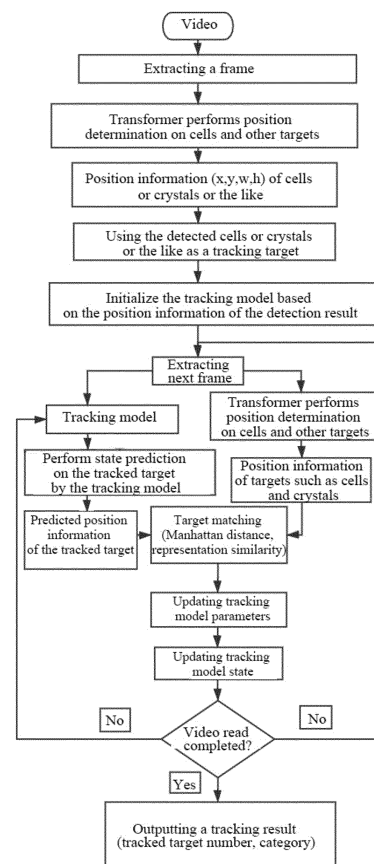 Video
Extracting a frame
Transformer performs position
determination on cells and other targets
Position information (x,y,w,h) of cells
or crystals or the like
Using the detected cells or crystals
or the like as a tracking target
Initialize the tracking model based
on the position information of the detection result
Extracting
next frame
Tracking model
Perform state prediction
on the tracked target
by the tracking model
Predicted position
information
of the tracked target
Transformer performs
position determination
on cells and other targets
Position information
of targets such as cells
and crystals
Target matching
(Manhattan distance,
representation similarity)
Updating tracking
model parameters
Updating tracking
model state
No
Video read
completed?
No
Yes
Outputting a tracking result
(tracked target number, category)